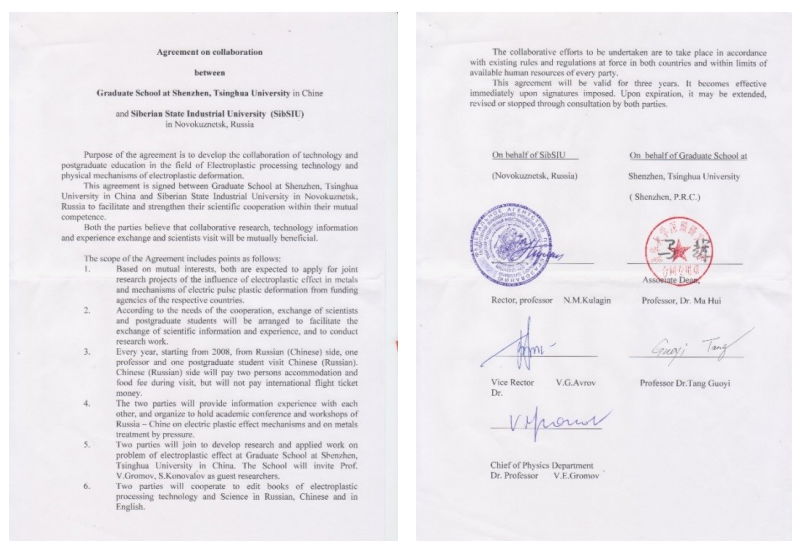 Agreement on collaboration
between
Graduate School at Shenzhen, Tsinghua University in Chine
and Siberian State Industrial University (SibSIU)
in Novokuznetsk, Russia
Purpose of the agreement is to develop the collaboration of technology and
postgraduate education in the field of Electroplastic processing technology and
physical mechanisms of electroplastic deformation.
This agreement is signed between Graduate School at Shenzhen, Tsinghua
University in China and Siberian State Industrial University in Novokuznetsk,
Russia to facilitate and strengthen their scientific cooperation within their mutual
competence.
Both the parties believe that collaborative research, technology information
and experience exchange and scientists visit will be mutually beneficial.
The scope of the Agreement includes points as follows:
1. Based on mutual interests, both are expected to apply for joint
research projects of the influence of electroplastic effect in metals
and mechanisms of electric pulse plastic deformation from funding
agencies of the respective countries.
2. According to the needs of the cooperation, exchange of scientists
and postgraduate students will be arranged to facilitate the
exchange of scientific information and experience, and to conduct
research work.
3. Every year, starting from 2008, from Russian (Chinese) side, one
professor and one postgraduate student visit Chinese (Russian).
Chinese (Russian) side will pay two persons accommodation and
food fee during visit, but will not pay international flight ticket
money.
4. The two parties will provide information experience with each
other, and organize to hold academic conference and workshops of
Russia – Chine on electric plastic effect mechanisms and on metals
treatment by pressure.
5. Two parties will join to develop research and applied work on
problem of electroplastic effect at Graduate School at Shenzhen,
Tsinghua University in China. The School will invite Prof.
V.Gromov, S.Konovalov as guest researchers.
6. Two parties will cooperate to edit books of electroplastic
processing technology and Science in Russian, Chinese and in
English.
The collaborative efforts to be undertaken are to take place in accordance
with existing rules and regulations at force in both countries and within limits of
available human resources of every party.
This agreement will be valid for three years. It becomes effective
immediately upon signatures imposed. Upon expiration, it may be extended,
revised or stopped through consultation by both parties.
On behalf of SibSIU
(Novokuznetsk, Russia)
On behalf of Graduate School at
Shenzhen, Tsinghua University
( Shenzhen, P.R.C.)
Rector, professor N.M.Kulagin
Associate Dean,
Professor, Dr. Ma Hui
Guoyi Tang
Vice Rector V.G.Avrov
Dr.
Professor Dr.Tang Guoyi
Chief of Physics Department
Dr. Professor V.E.Gromov